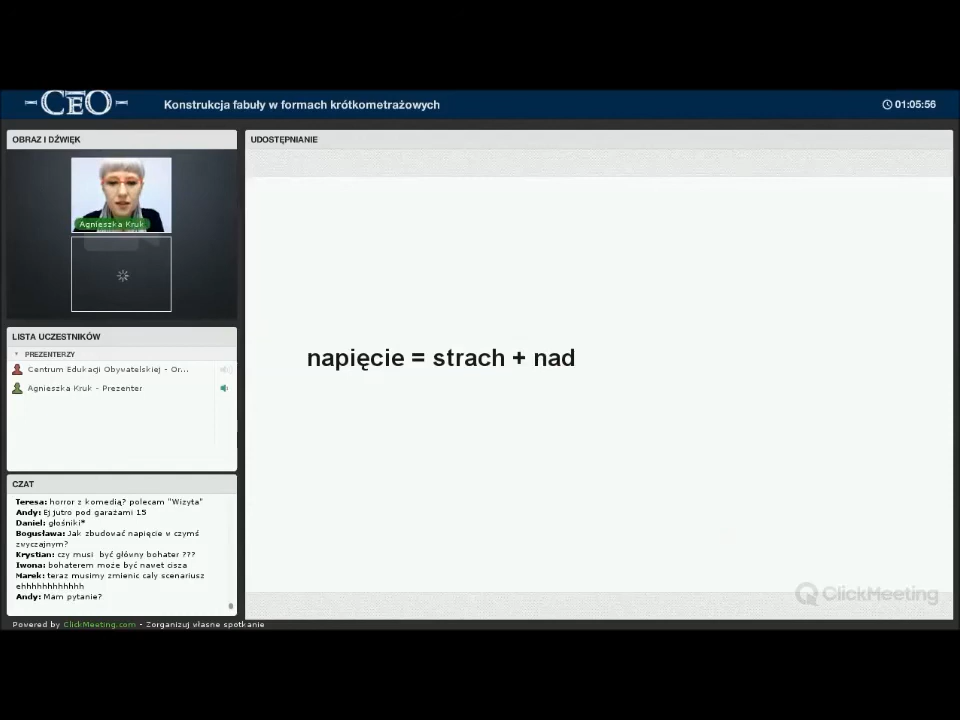 CEO
Konstrukcja fabuły w formach krótkometrażowych
01:05:56
OBRAZ I DŹWIĘK
Agnieszka Kruk
LISTA UCZESTNIKÓW
PREZENTERZY
Centrum Edukacji Obywatelskiej - Or...
Agnieszka Kruk - Prezenter
CZAT
Teresa: horror z komedią? polecam "Wizyta"
Andy: Ej jutro pod garażami 15
Daniel: głośniki*
Bogusława: Jak zbudować napięcie w czymś
zwyczajnym?
Krystian: czy musi być główny bohater ???
Iwona: bohaterem może być nawet cisza
Marek: teraz musimy zmienic caly scenariusz
ehhhhhhhhhhhh
Andy: Mam pytanie?
Powered by ClickMeeting.com - Zorganizuj własne spotkanie
UDOSTĘPNIANIE
napięcie = strach + nad
ClickMeeting